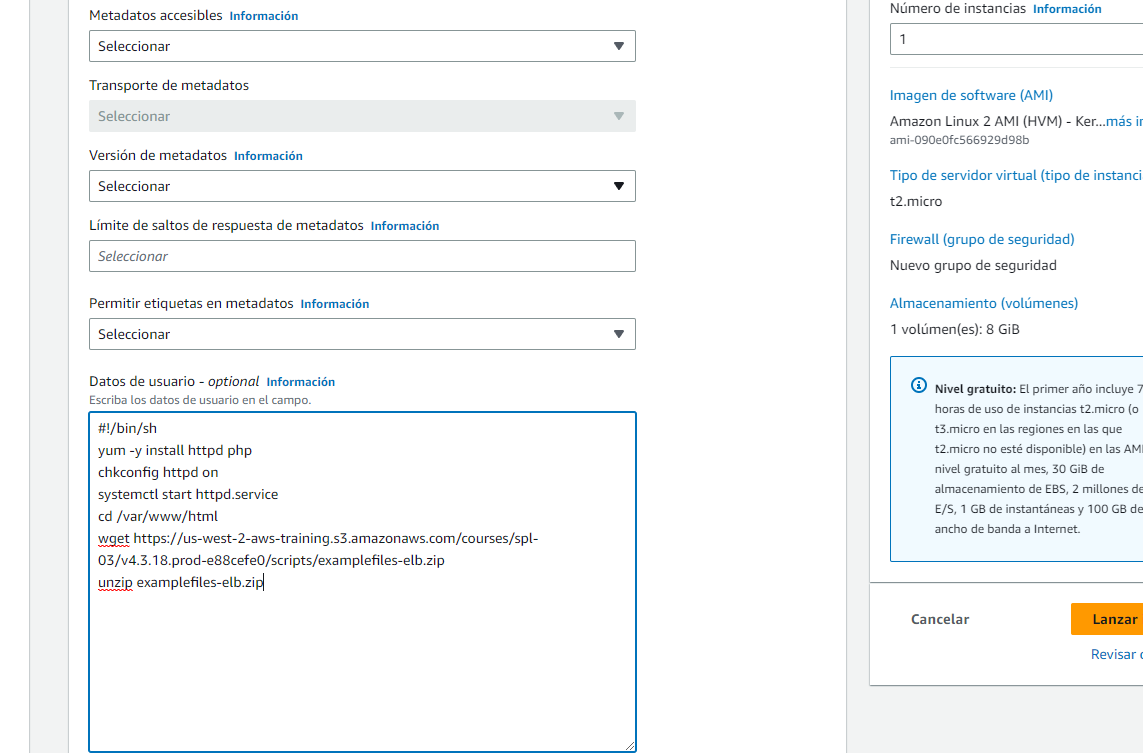 Metadatos accesibles Información
Seleccionar
Transporte de metadatos
Seleccionar
Versión de metadatos Información
Seleccionar
Límite de saltos de respuesta de metadatos Información
Seleccionar
Permitir etiquetas en metadatos Información
Seleccionar
Datos de usuario - optional Información
Escriba los datos de usuario en el campo.
#!/bin/sh
yum -y install httpd php
chkconfig httpd on
systemctl start httpd.service
cd /var/www/html
wget https://us-west-2-aws-training.s3.amazonaws.com/courses/spl-
03/v4.3.18.prod-e88cefe0/scripts/examplefiles-elb.zip
unzip examplefiles-elb.zip
Número de instancias Información
1
Imagen de software (AMI)
Amazon Linux 2 AMI (HVM) - Ker...más in
ami-090e0fc566929d98b
Tipo de servidor virtual (tipo de instanci
t2.micro
Firewall (grupo de seguridad)
Nuevo grupo de seguridad
Almacenamiento (volúmenes)
1 volúmen(es): 8 GiB
Nivel gratuito: El primer año incluye 7
horas de uso de instancias t2.micro (o
t3.micro en las regiones en las que
t2.micro no esté disponible) en las AMI
nivel gratuito al mes, 30 GiB de
almacenamiento de EBS, 2 millones de
E/S, 1 GB de instantáneas y 100 GB de
ancho de banda a Internet.
Cancelar
Lanzar
Revisar